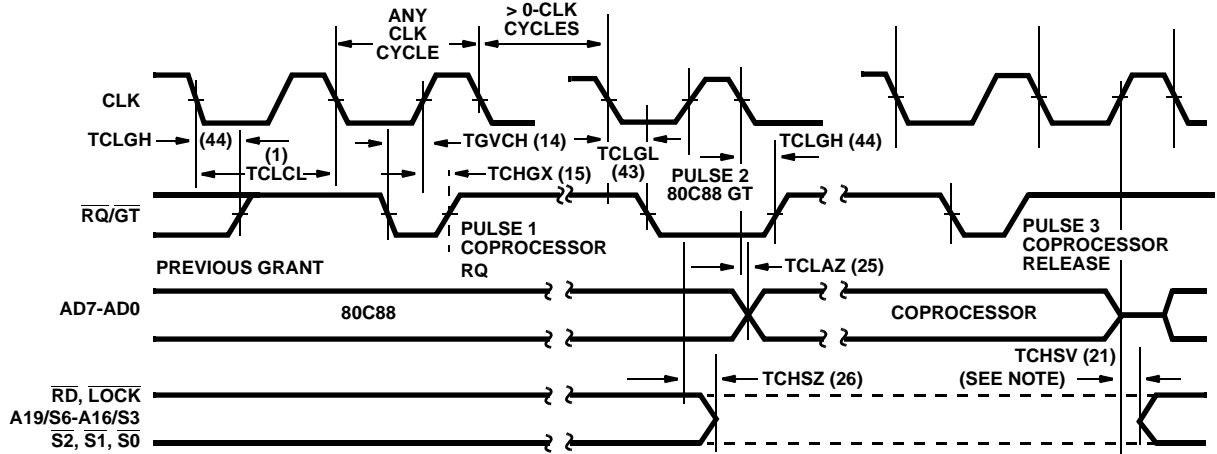 ANY
CLK
CYCLE
> 0-CLK
CYCLES
CLK
TCLGH
(44)
(1)
TCLCL
TGVCH (14)
TCHGX (15)
TCLGL
(43)
TCLGH (44)
PULSE 2
80C88 GT
RQ/GT
PREVIOUS GRANT
PULSE 1
COPROCESSOR
RQ
PULSE 3
COPROCESSOR
RELEASE
TCLAZ (25)
AD7-AD0
80C88
COPROCESSOR
TCHSZ (26)
TCHSV (21)
(SEE NOTE)
RD, LOCK
A19/S6-A16/S3
S2, S1, S0